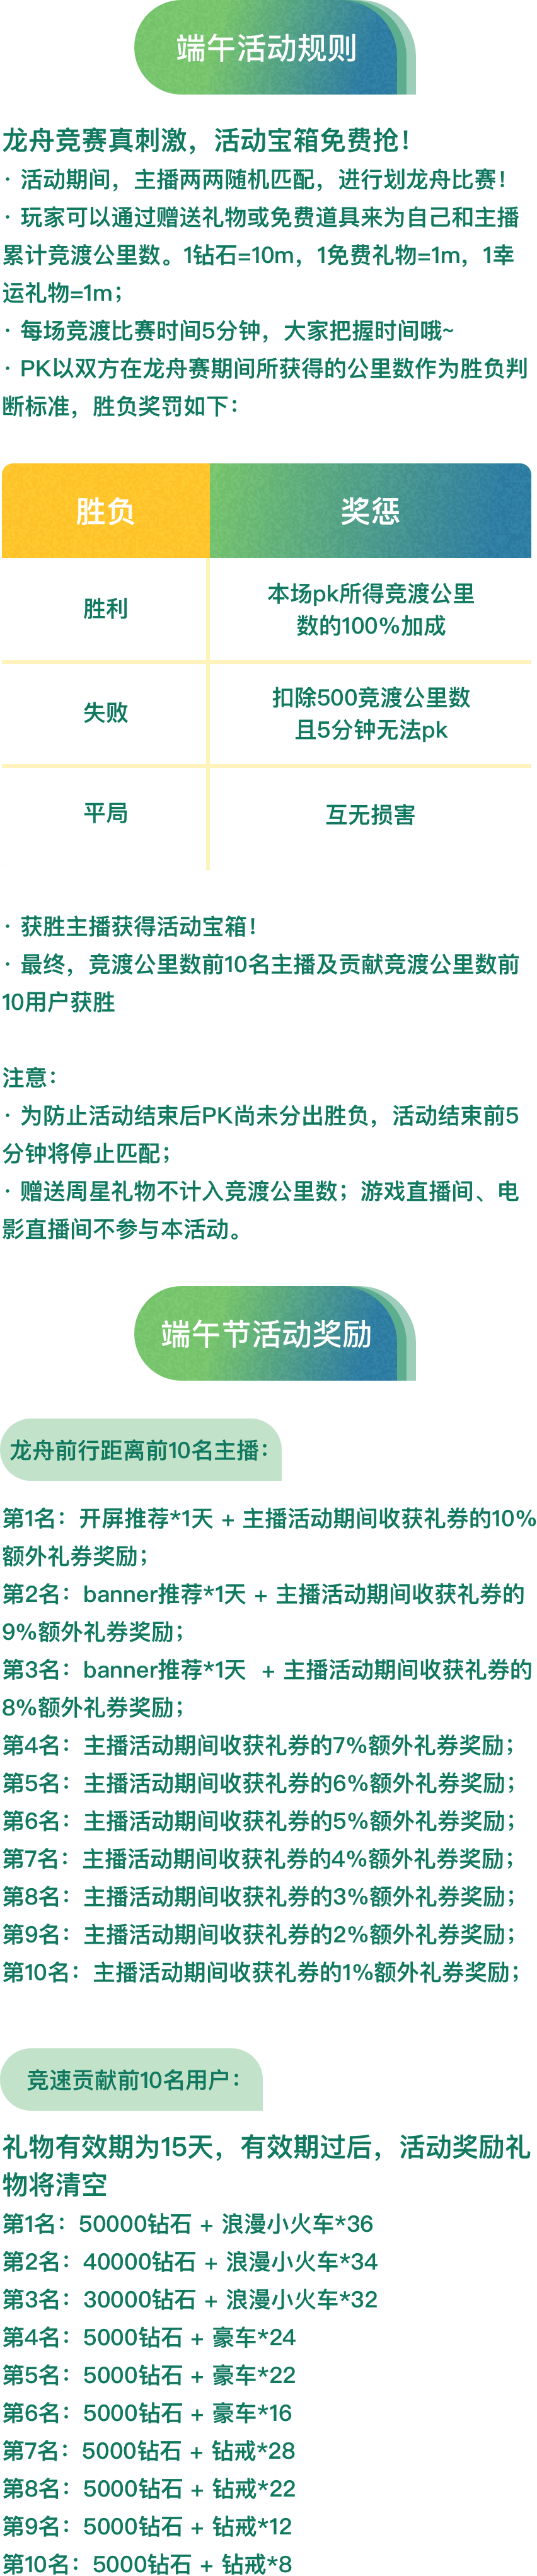 端午活动规则
龙舟竞赛真刺激，活动宝箱免费抢！
· 活动期间，主播两两随机匹配，进行划龙舟比赛！
· 玩家可以通过赠送礼物或免费道具来为自己和主播
累计竞渡公里数。1钻石=10m，1免费礼物=1m，1幸
运礼物=1m；
· 每场竞渡比赛时间5分钟，大家把握时间哦~
· PK以双方在龙舟赛期间所获得的公里数作为胜负判
断标准，胜负奖罚如下：
胜负 奖惩
胜利 本场pk所得竞渡公里
数的100%加成
失败 扣除500竞渡公里数
且5分钟无法pk
平局 互无损害
· 获胜主播获得活动宝箱！
· 最终，竞渡公里数前10名主播及贡献竞渡公里数前
10用户获胜
注意：
· 为防止活动结束后PK尚未分出胜负，活动结束前5
分钟将停止匹配；
· 赠送周星礼物不计入竞渡公里数；游戏直播间、电
影直播间不参与本活动。
端午节活动奖励
龙舟前行距离前10名主播：
第1名：开屏推荐*1天 + 主播活动期间收获礼券的10%
额外礼券奖励；
第2名：banner推荐*1天 + 主播活动期间收获礼券的
9%额外礼券奖励；
第3名：banner推荐*1天  + 主播活动期间收获礼券的
8%额外礼券奖励；
第4名：主播活动期间收获礼券的7%额外礼券奖励；
第5名：主播活动期间收获礼券的6%额外礼券奖励；
第6名：主播活动期间收获礼券的5%额外礼券奖励；
第7名：主播活动期间收获礼券的4%额外礼券奖励；
第8名：主播活动期间收获礼券的3%额外礼券奖励；
第9名：主播活动期间收获礼券的2%额外礼券奖励；
第10名：主播活动期间收获礼券的1%额外礼券奖励；
竞速贡献前10名用户：
礼物有效期为15天，有效期过后，活动奖励礼
物将清空
第1名：50000钻石 + 浪漫小火车*36
第2名：40000钻石 + 浪漫小火车*34
第3名：30000钻石 + 浪漫小火车*32
第4名：5000钻石 + 豪车*24
第5名：5000钻石 + 豪车*22
第6名：5000钻石 + 豪车*16
第7名：5000钻石 + 钻戒*28
第8名：5000钻石 + 钻戒*22
第9名：5000钻石 + 钻戒*12
第10名：5000钻石 + 钻戒*8